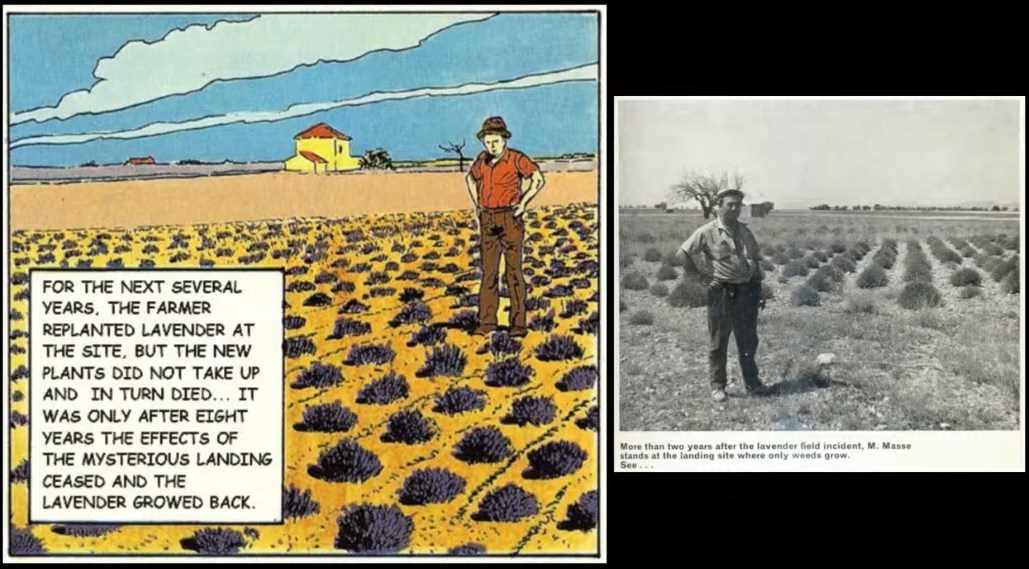 FOR THE NEXT SEVERAL
YEARS, THE FARMER
REPLANTED LAVENDER AT
THE SITE, BUT THE NEW
PLANTS DID NOT TAKE UP
AND IN TURN DIED... IT
WAS ONLY AFTER EIGHT
YEARS THE EFFECTS OF
THE MYSTERIOUS LANDING
CEASED AND THE
LAVENDER GROWED BACK.
More than two years after the lavender field incident, M. Masse
stands at the landing site where only weeds grow.
See . . .